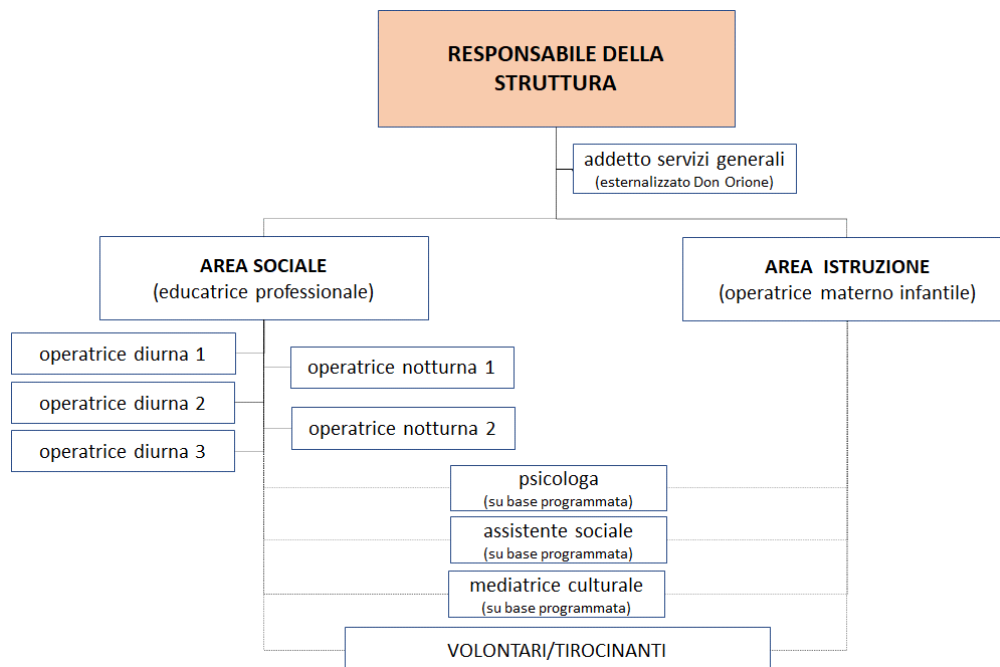 RESPONSABILE DELLA
STRUTTURA
addetto servizi generali
(esternalizzato Don Orione)
AREA SOCIALE
(educatrice professionale)
AREA ISTRUZIONE
(operatrice materno infantile)
operatrice diurna 1
operatrice notturna 1
operatrice diurna 2
operatrice notturna 2
operatrice diurna 3
psicologa
(su base programmata)
assistente sociale
(su base programmata)
mediatrice culturale
(su base programmata)
VOLONTARI/TIROCINANTI